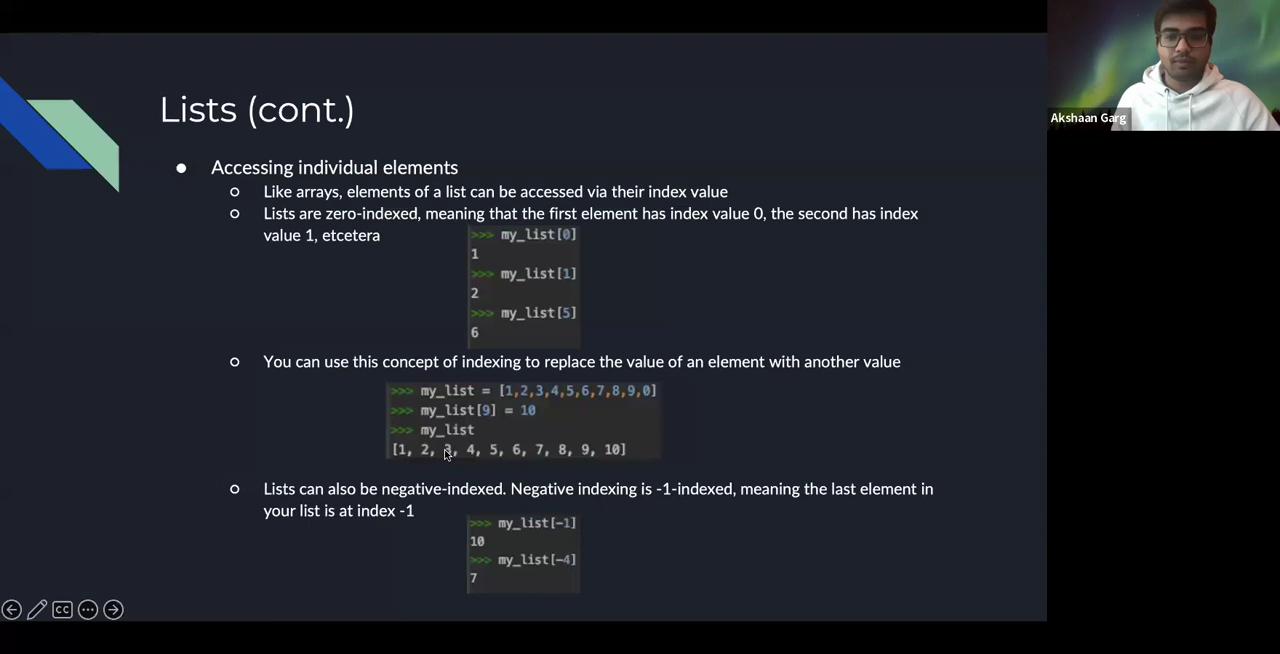 Lists (cont.)
● Accessing individual elements
○ Like arrays, elements of a list can be accessed via their index value
○ Lists are zero-indexed, meaning that the first element has index value 0, the second has index
value 1, etcetera
>>> my_list[0]
1
>>> my_list[1]
2
>>> my_list[5]
6
○ You can use this concept of indexing to replace the value of an element with another value
>>> my_list = [1,2,3,4,5,6,7,8,9,0]
>>> my_list[9] = 10
>>> my_list
[1, 2, 3, 4, 5, 6, 7, 8, 9, 10]
○ Lists can also be negative-indexed. Negative indexing is -1-indexed, meaning the last element in
your list is at index -1
>>> my_list[-1]
10
>>> my_list[-4]
7
CC
Akshaan Garg